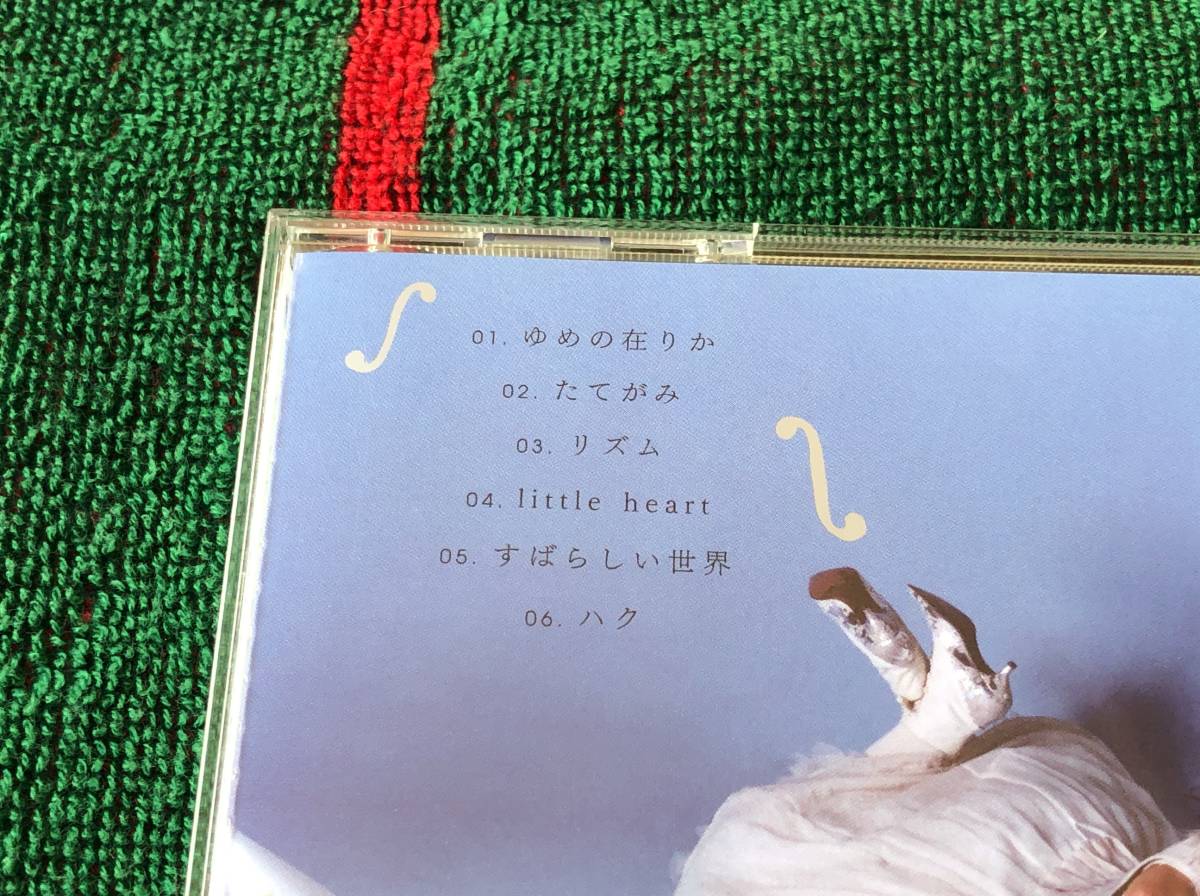 01. ゆめの在りか
02. たてがみ
03. リズム
04. little heart
05. すばらしい世界
06. ハク